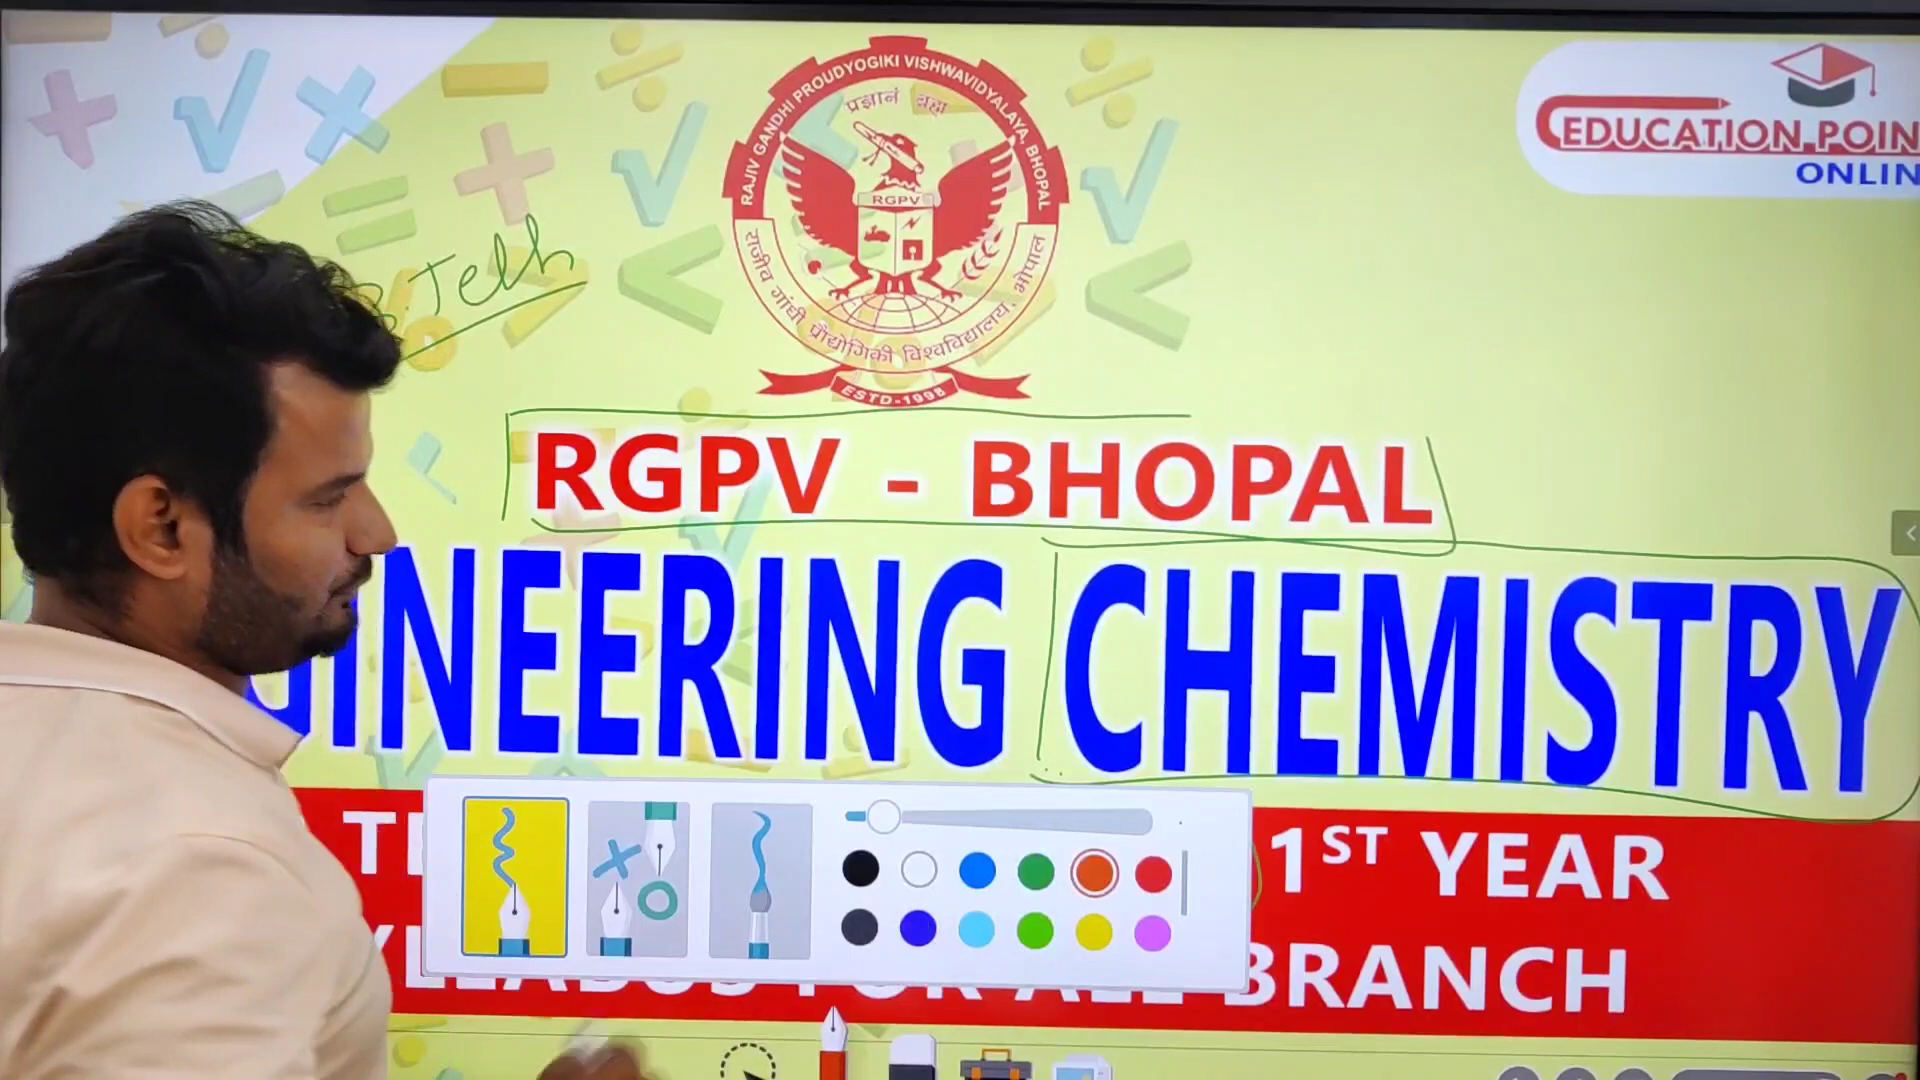 RAJIV GANDHI PROUDYOGIKI VISHWAVIDYALAYA, BHOPAL
प्रज्ञानं ब्रह्म
RGPV
राजीव गांधी प्रौद्योगिकी विश्वविद्यालय, भोपाल
ESTD-1998
EDUCATION POIN
ONLIN
B Tech
RGPV - BHOPAL
GINEERING CHEMISTRY
1ST YEAR
BRANCH